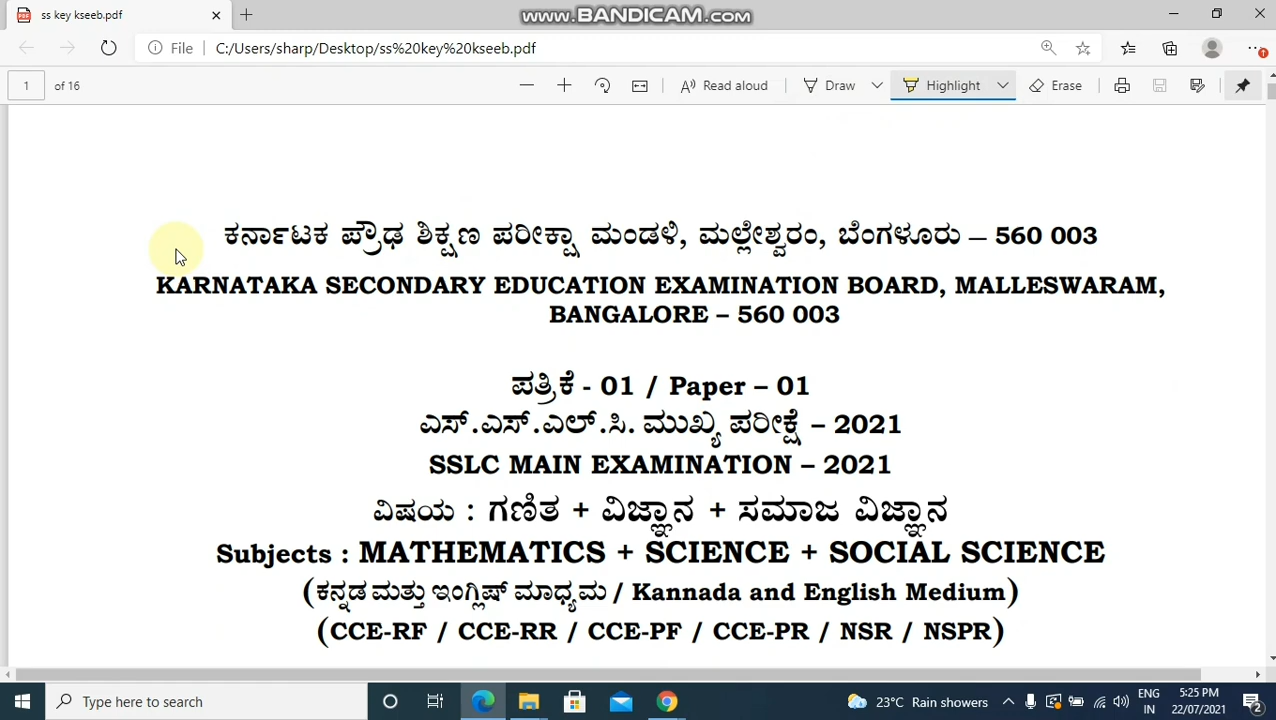 ss key kseeb.pdf
www.BANDICAM.com
File C:/Users/sharp/Desktop/ss%20key%20kseeb.pdf
1 of 16 Read aloud Draw Highlight Erase
ಕರ್ನಾಟಕ ಪ್ರೌಢ ಶಿಕ್ಷಣ ಪರೀಕ್ಷಾ ಮಂಡಳಿ, ಮಲ್ಲೇಶ್ವರಂ, ಬೆಂಗಳೂರು – 560 003
KARNATAKA SECONDARY EDUCATION EXAMINATION BOARD, MALLESWARAM,
BANGALORE – 560 003
ಪತ್ರಿಕೆ - 01 / Paper – 01
ಎಸ್.ಎಸ್.ಎಲ್.ಸಿ. ಮುಖ್ಯ ಪರೀಕ್ಷೆ – 2021
SSLC MAIN EXAMINATION – 2021
ವಿಷಯ : ಗಣಿತ + ವಿಜ್ಞಾನ + ಸಮಾಜ ವಿಜ್ಞಾನ
Subjects : MATHEMATICS + SCIENCE + SOCIAL SCIENCE
(ಕನ್ನಡ ಮತ್ತು ಇಂಗ್ಲಿಷ್ ಮಾಧ್ಯಮ / Kannada and English Medium)
(CCE-RF / CCE-RR / CCE-PF / CCE-PR / NSR / NSPR)
Type here to search 23°C Rain showers ENG 5:25 PM
IN 22/07/2021 2